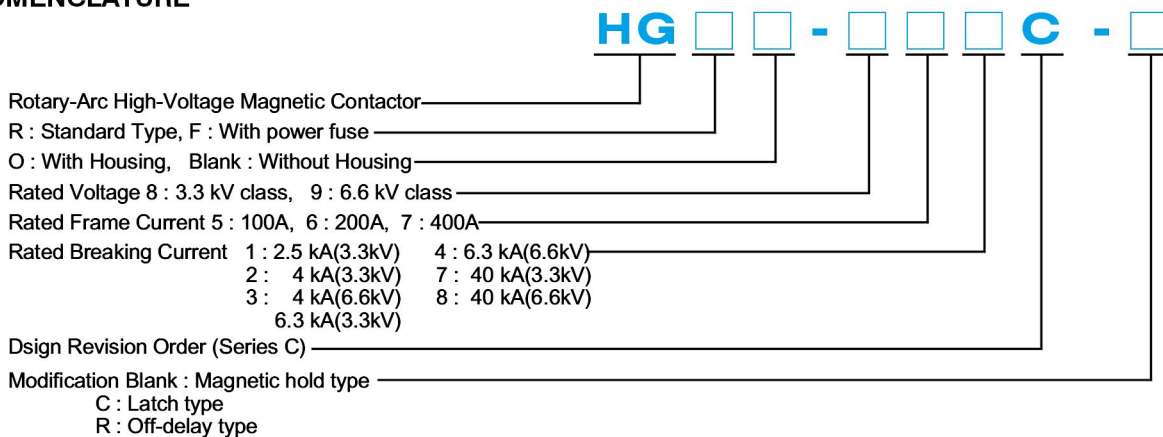 NOMENCLATURE
HG□□-□□□C-□
Rotary-Arc High-Voltage Magnetic Contactor
R : Standard Type, F : With power fuse
O : With Housing, Blank : Without Housing
Rated Voltage 8 : 3.3 kV class, 9 : 6.6 kV class
Rated Frame Current 5 : 100A, 6 : 200A, 7 : 400A
Rated Breaking Current 1 : 2.5 kA(3.3kV) 4 : 6.3 kA(6.6kV)
2 : 4 kA(3.3kV) 7 : 40 kA(3.3kV)
3 : 4 kA(6.6kV) 8 : 40 kA(6.6kV)
6.3 kA(3.3kV)
Dsign Revision Order (Series C)
Modification Blank : Magnetic hold type
C : Latch type
R : Off-delay type